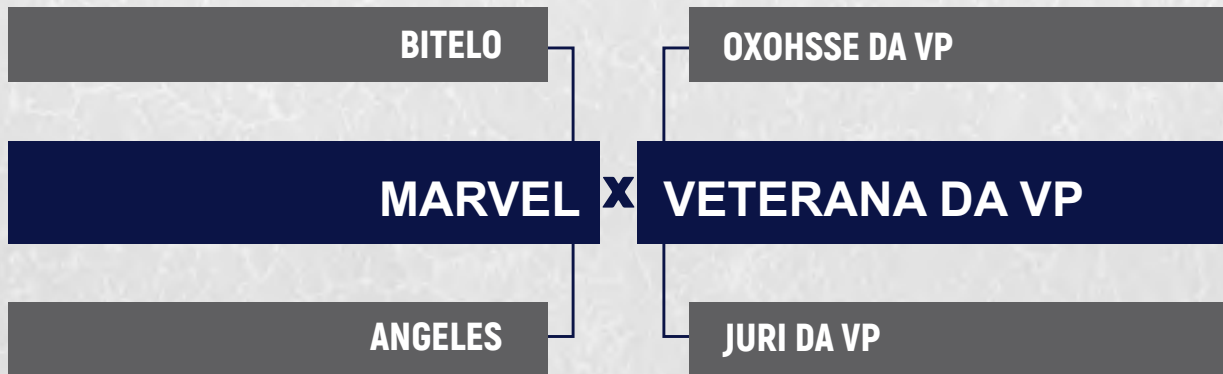 BITELO
OXOHSSE DA VP
MARVEL X VETERANA DA VP
ANGELES
JURI DA VP